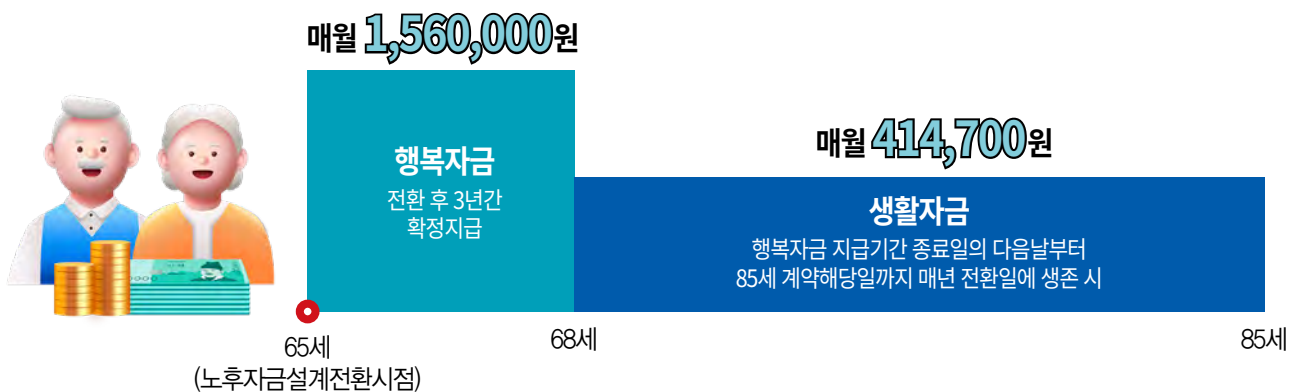 매월 1,560,000원
행복자금
전환 후 3년간
확정지급
매월 414,700원
생활자금
행복자금 지급기간 종료일의 다음날부터
85세 계약해당일까지 매년 전환일에 생존 시
65세
(노후자금설계전환시점)
68세
85세